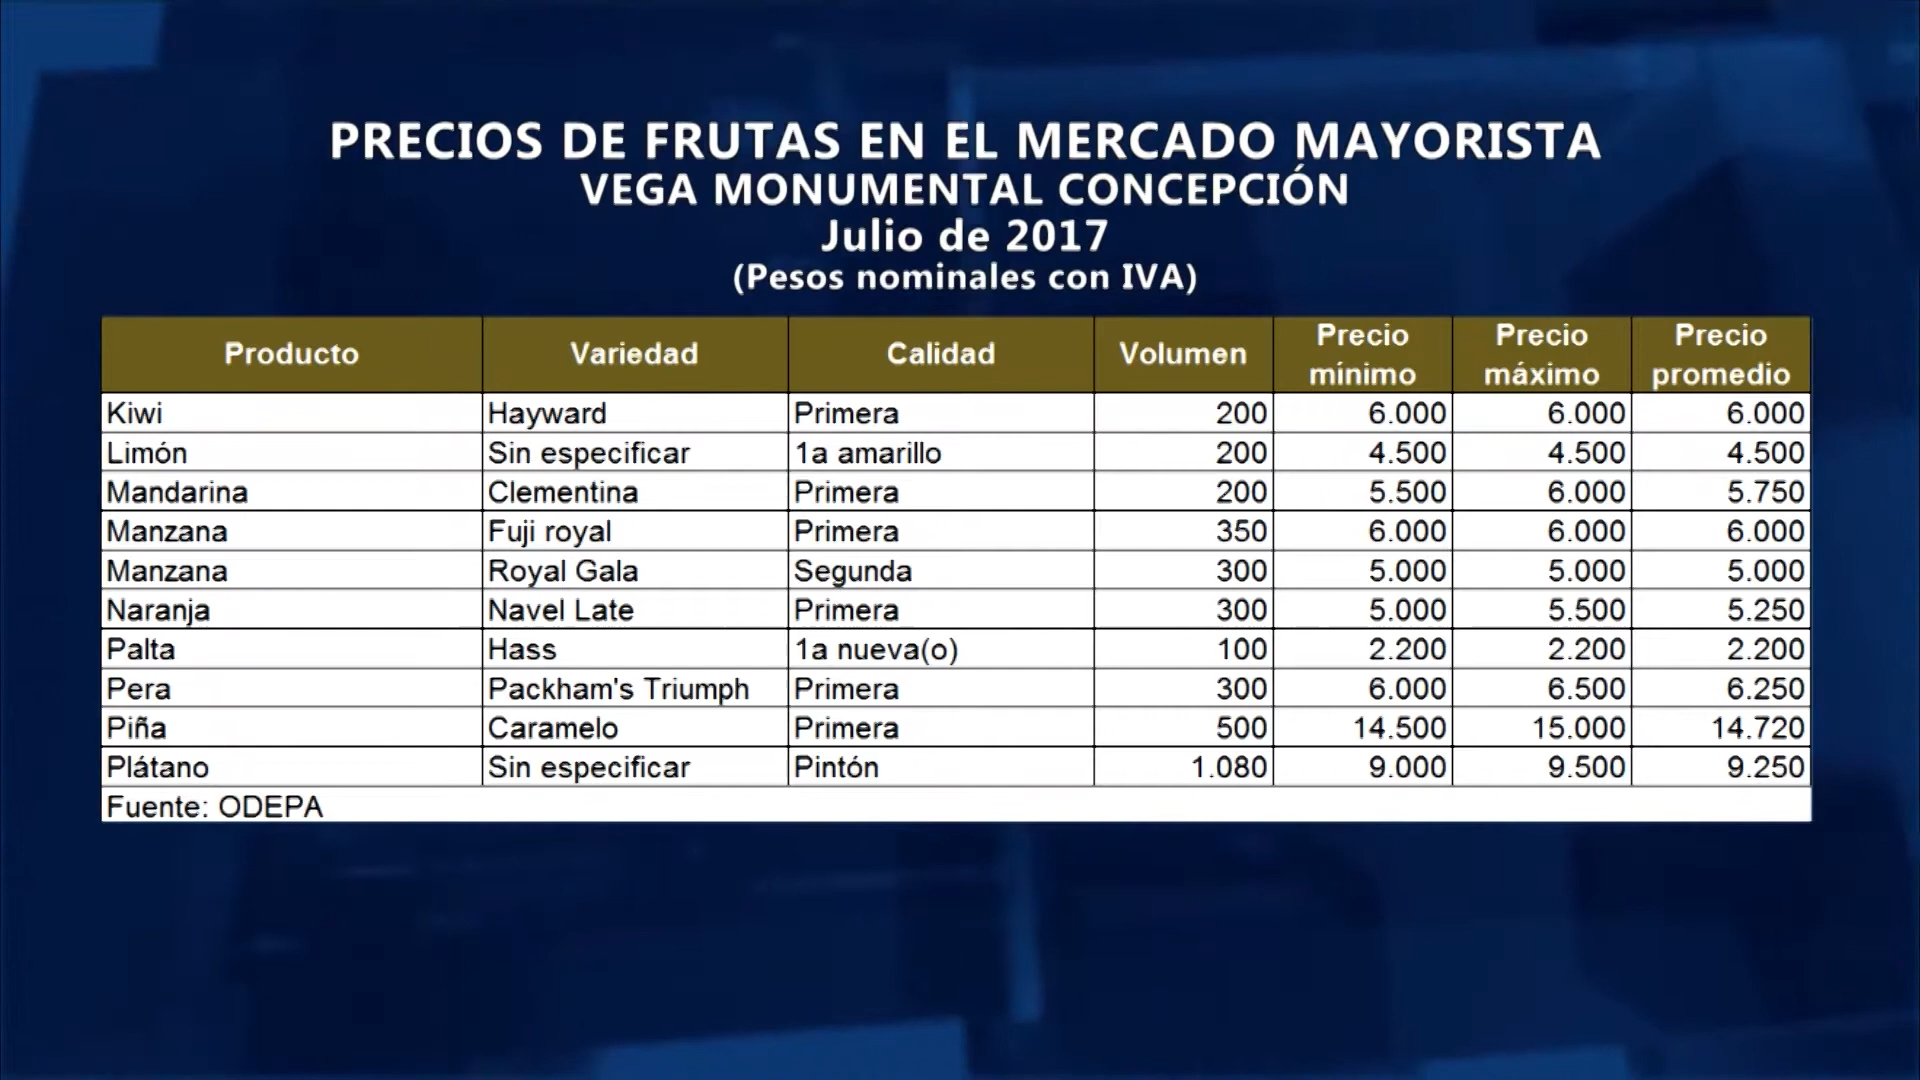 PRECIOS DE FRUTAS EN EL MERCADO MAYORISTA
VEGA MONUMENTAL CONCEPCIÓN
Julio de 2017
(Pesos nominales con IVA)
Producto Variedad Calidad Volumen Precio mínimo Precio máximo Precio promedio
Kiwi Hayward Primera 200 6.000 6.000 6.000
Limón Sin especificar 1a amarillo 200 4.500 4.500 4.500
Mandarina Clementina Primera 200 5.500 6.000 5.750
Manzana Fuji royal Primera 350 6.000 6.000 6.000
Manzana Royal Gala Segunda 300 5.000 5.000 5.000
Naranja Navel Late Primera 300 5.000 5.500 5.250
Palta Hass 1a nueva(o) 100 2.200 2.200 2.200
Pera Packham's Triumph Primera 300 6.000 6.500 6.250
Piña Caramelo Primera 500 14.500 15.000 14.720
Plátano Sin especificar Pintón 1.080 9.000 9.500 9.250
Fuente: ODEPA